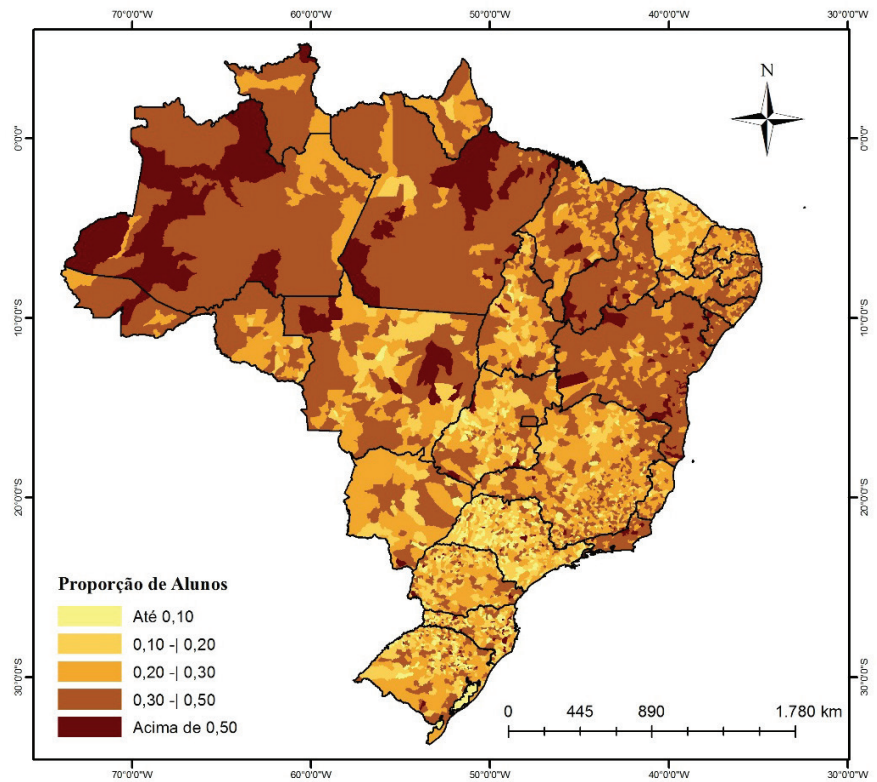 70°0'0"W 60°0'0"W 50°0'0"W 40°0'0"W 30°0'0"W
N
0°0'0" 0°0'0"
10°0'0"S 10°0'0"S
20°0'0"S 20°0'0"S
30°0'0"S 30°0'0"S
Proporção de Alunos
Até 0,10
0,10 -| 0,20
0,20 -| 0,30
0,30 -| 0,50
Acima de 0,50
0 445 890 1.780 km
70°0'0"W 60°0'0"W 50°0'0"W 40°0'0"W 30°0'0"W